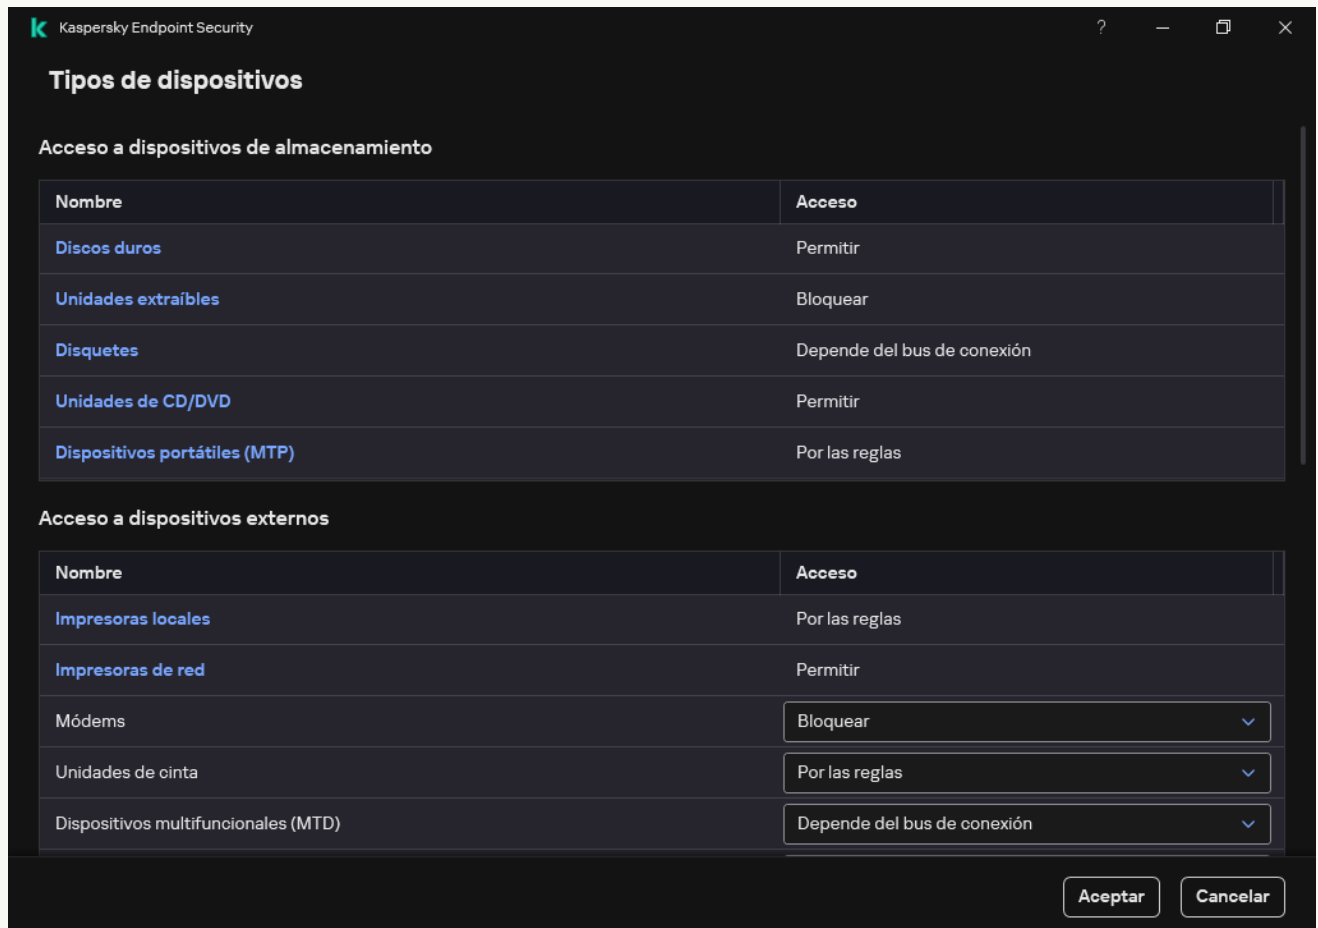 Kaspersky Endpoint Security ?
Tipos de dispositivos
Acceso a dispositivos de almacenamiento
Nombre Acceso
Discos duros Permitir
Unidades extraíbles Bloquear
Disquetes Depende del bus de conexión
Unidades de CD/DVD Permitir
Dispositivos portátiles (MTP) Por las reglas
Acceso a dispositivos externos
Nombre Acceso
Impresoras locales Por las reglas
Impresoras de red Permitir
Módems Bloquear
Unidades de cinta Por las reglas
Dispositivos multifuncionales (MTD) Depende del bus de conexión
Aceptar Cancelar